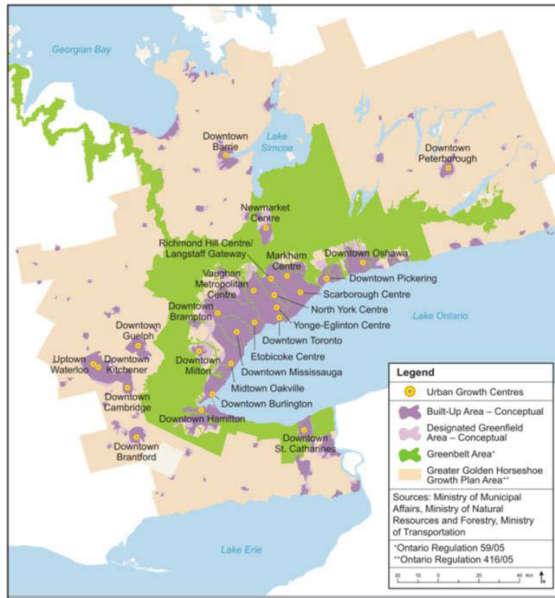 Georgian Bay
Lake
Simcoe
Downtown
Barrie
Downtown
Peterborough
Newmarket
Centre
Richmond Hill Centre/
Langstaff Gateway
Markham
Centre
Downtown Oshawa
Vaughan
Metropolitan
Centre
Downtown Pickering
Scarborough Centre
North York Centre
Yonge-Eglinton Centre
Downtown Toronto
Lake Ontario
Downtown
Brampton
Downtown
Guelph
Etobicoke Centre
Uptown
Waterloo
Downtown
Kitchener
Downtown
Milton
Downtown Mississauga
Midtown Oakville
Downtown
Cambridge
Downtown Burlington
Downtown Hamilton
Downtown
Brantford
Downtown
St. Catharines
Lake Erie
Legend
Urban Growth Centres
Built-Up Area – Conceptual
Designated Greenfield
Area – Conceptual
Greenbelt Area*
Greater Golden Horseshoe
Growth Plan Area**
Sources: Ministry of Municipal
Affairs, Ministry of Natural
Resources and Forestry, Ministry
of Transportation
*Ontario Regulation 59/05
**Ontario Regulation 416/05
20 0 20 40 Km